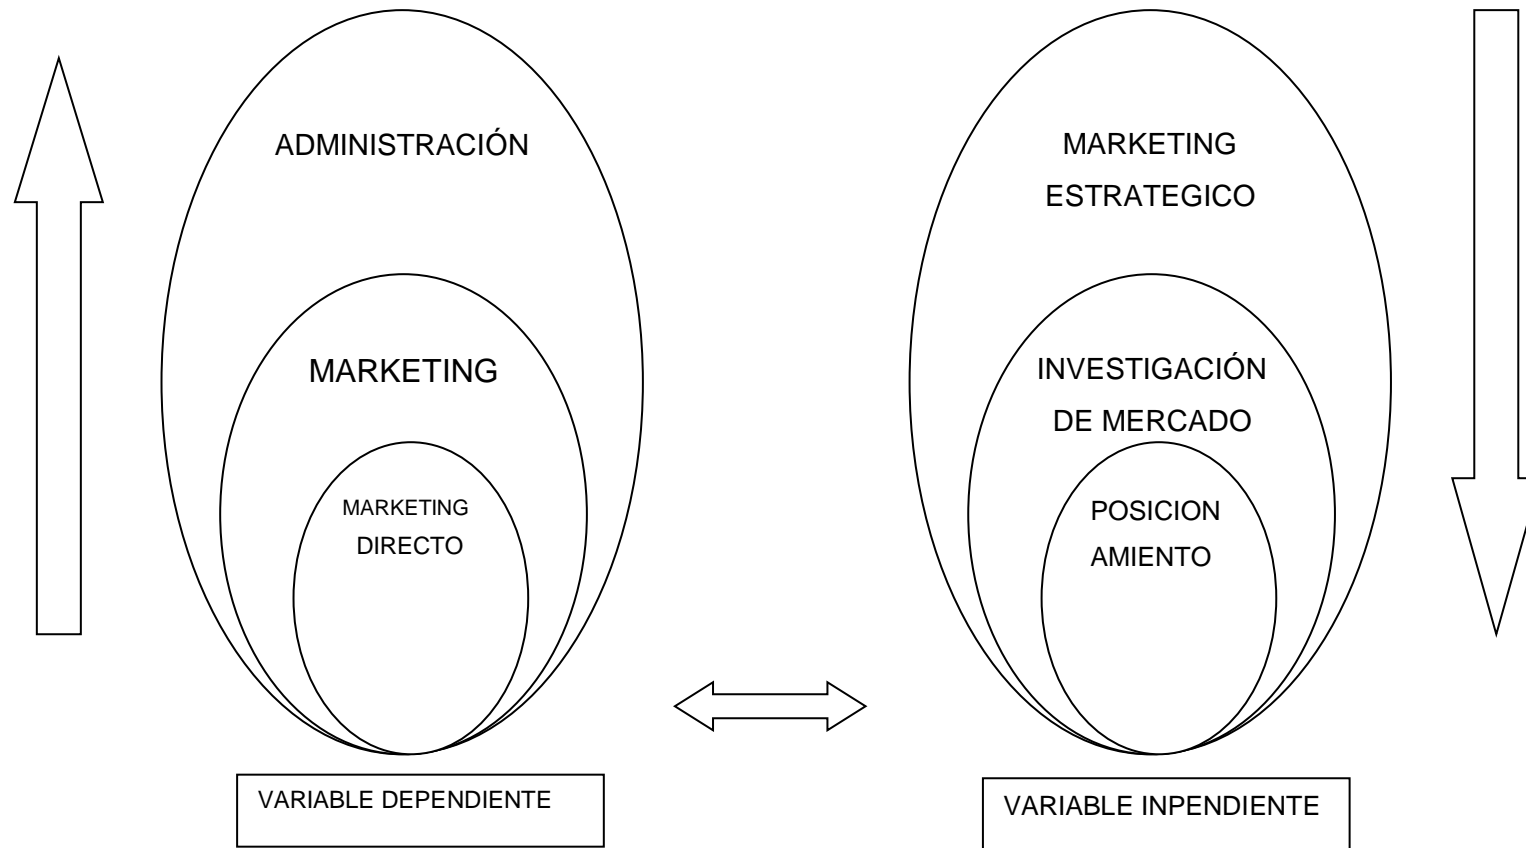 ADMINISTRACIÓN
MARKETING
MARKETING
DIRECTO
VARIABLE DEPENDIENTE
MARKETING
ESTRATEGICO
INVESTIGACIÓN
DE MERCADO
POSICION
AMIENTO
VARIABLE INPENDIENTE